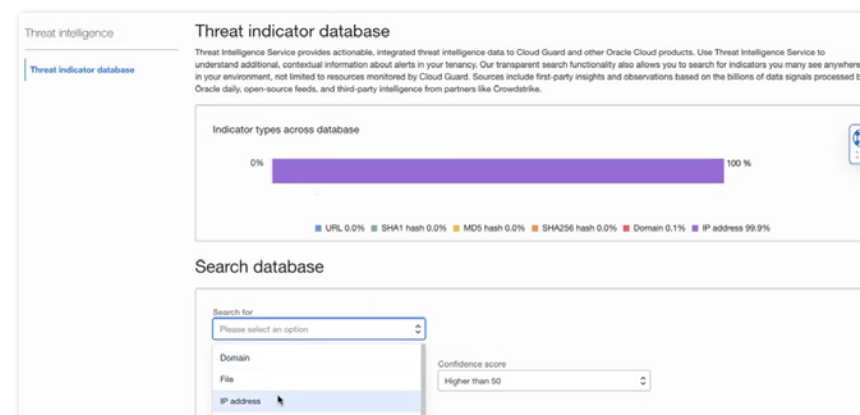 Threat intelligence
Threat indicator database
Threat indicator database
Threat Intelligence Service provides actionable, integrated threat intelligence data to Cloud Guard and other Oracle Cloud products. Use Threat Intelligence Service to
understand additional, contextual information about alerts in your tenancy. Our transparent search functionality also allows you to search for indicators you many see anywhere
in your environment, not limited to resources monitored by Cloud Guard. Sources include first-party insights and observations based on the billions of data signals processed b
Oracle daily, open-source feeds, and third-party intelligence from partners like Crowdstrike.
Indicator types across database
0%
100 %
URL 0.0% SHA1 hash 0.0% MD5 hash 0.0% SHA256 hash 0.0% Domain 0.1% IP address 99.9%
Search database
Search for
Please select an option
Domain
File
IP address
Confidence score
Higher than 50